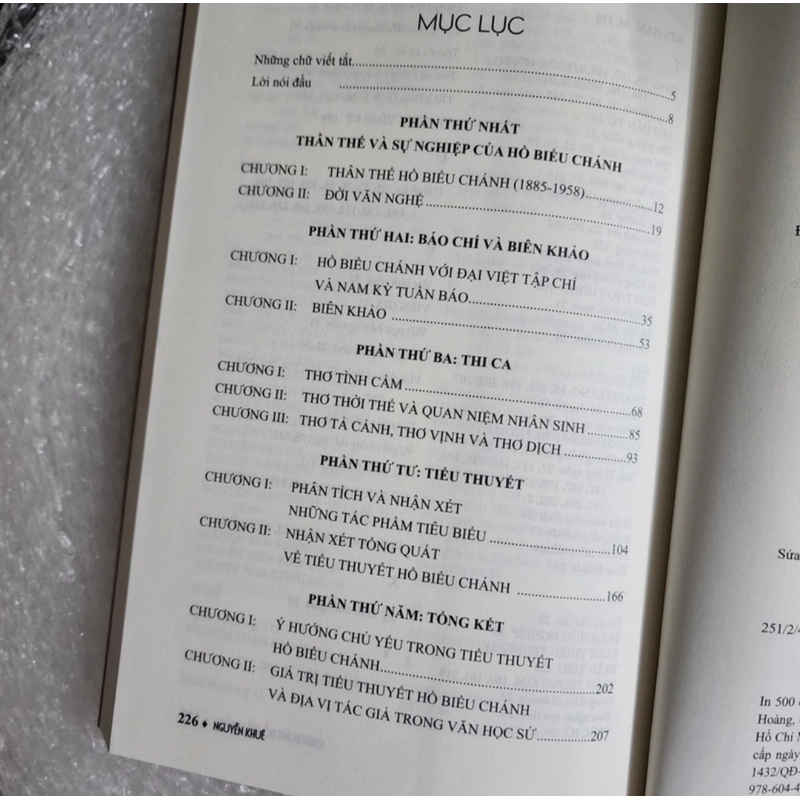 MỤC LỤC
Những chữ viết tắt..........5
Lời nói đầu ..........8
PHẦN THỨ NHẤT
THÂN THẾ VÀ SỰ NGHIỆP CỦA HỒ BIỂU CHÁNH
CHƯƠNG I: THÂN THẾ HỒ BIỂU CHÁNH (1885-1958)..........12
CHƯƠNG II: ĐỜI VĂN NGHỆ..........19
PHẦN THỨ HAI: BÁO CHÍ VÀ BIÊN KHẢO
CHƯƠNG I: HỒ BIỂU CHÁNH VỚI ĐẠI VIỆT TẬP CHÍ
VÀ NAM KỲ TUẦN BÁO..........35
CHƯƠNG II: BIÊN KHẢO ..........53
PHẦN THỨ BA: THI CA
CHƯƠNG I: THƠ TÌNH CẢM..........68
CHƯƠNG II: THƠ THỜI THẾ VÀ QUAN NIỆM NHÂN SINH..........85
CHƯƠNG III: THƠ TẢ CẢNH, THƠ VỊNH VÀ THƠ DỊCH..........93
PHẦN THỨ TƯ: TIỂU THUYẾT
CHƯƠNG I: PHÂN TÍCH VÀ NHẬN XÉT
NHỮNG TÁC PHẨM TIÊU BIỂU..........104
CHƯƠNG II: NHẬN XÉT TỔNG QUÁT
VỀ TIỂU THUYẾT HỒ BIỂU CHÁNH ..........166
PHẦN THỨ NĂM: TỔNG KẾT
CHƯƠNG I: Ý HƯỚNG CHỦ YẾU TRONG TIỂU THUYẾT
HỒ BIỂU CHÁNH..........202
CHƯƠNG II: GIÁ TRỊ TIỂU THUYẾT HỒ BIỂU CHÁNH
VÀ ĐỊA VỊ TÁC GIẢ TRONG VĂN HỌC SỬ..........207
226 ♦ NGUYỄN KHUÊ
Sửa
251/2/
In 500
Hoàng,
Hồ Chí
cấp ngày
1432/QĐ-
978-604-4